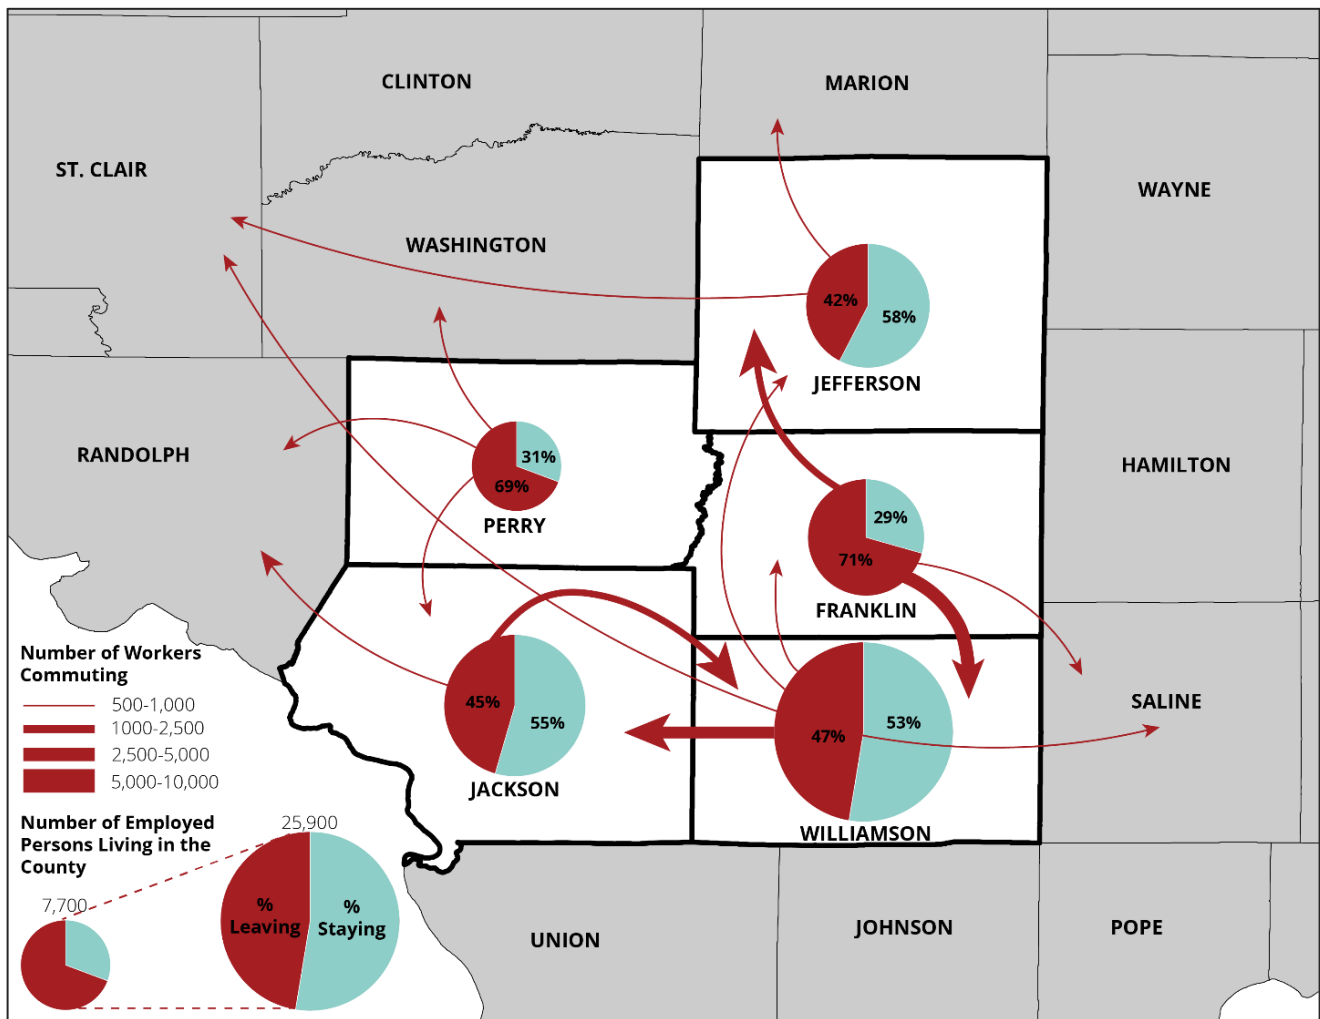 CLINTON
MARION
ST. CLAIR
WAYNE
WASHINGTON
42%
58%
JEFFERSON
RANDOLPH
31%
69%
PERRY
HAMILTON
29%
71%
FRANKLIN
Number of Workers
Commuting
500-1,000
1000-2,500
2,500-5,000
5,000-10,000
45%
55%
JACKSON
47%
53%
WILLIAMSON
SALINE
Number of Employed
Persons Living in the
County
7,700
25,900
%
Leaving
%
Staying
UNION
JOHNSON
POPE